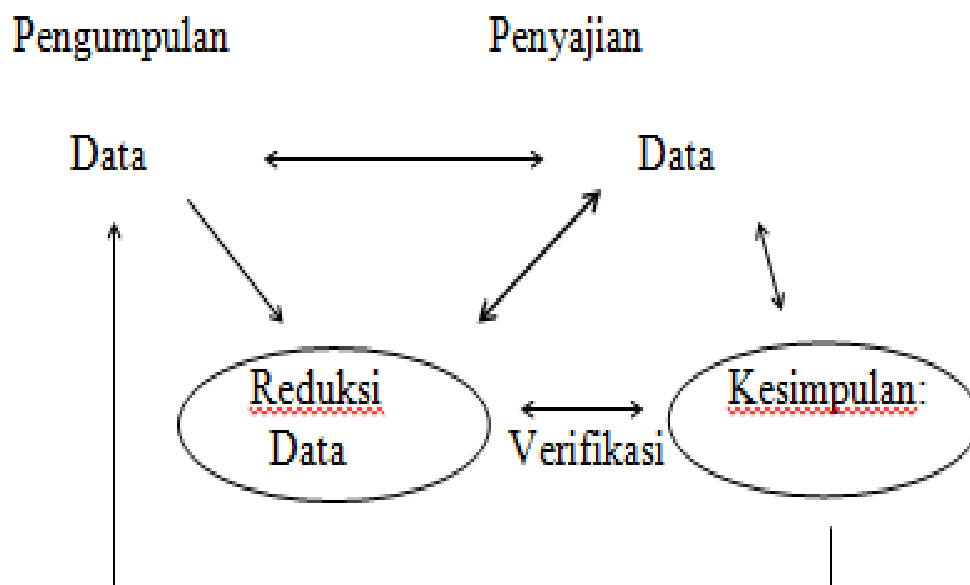 Pengumpulan
Data
Penyajian
Data
Reduksi
Data
Verifikasi
Kesimpulan: